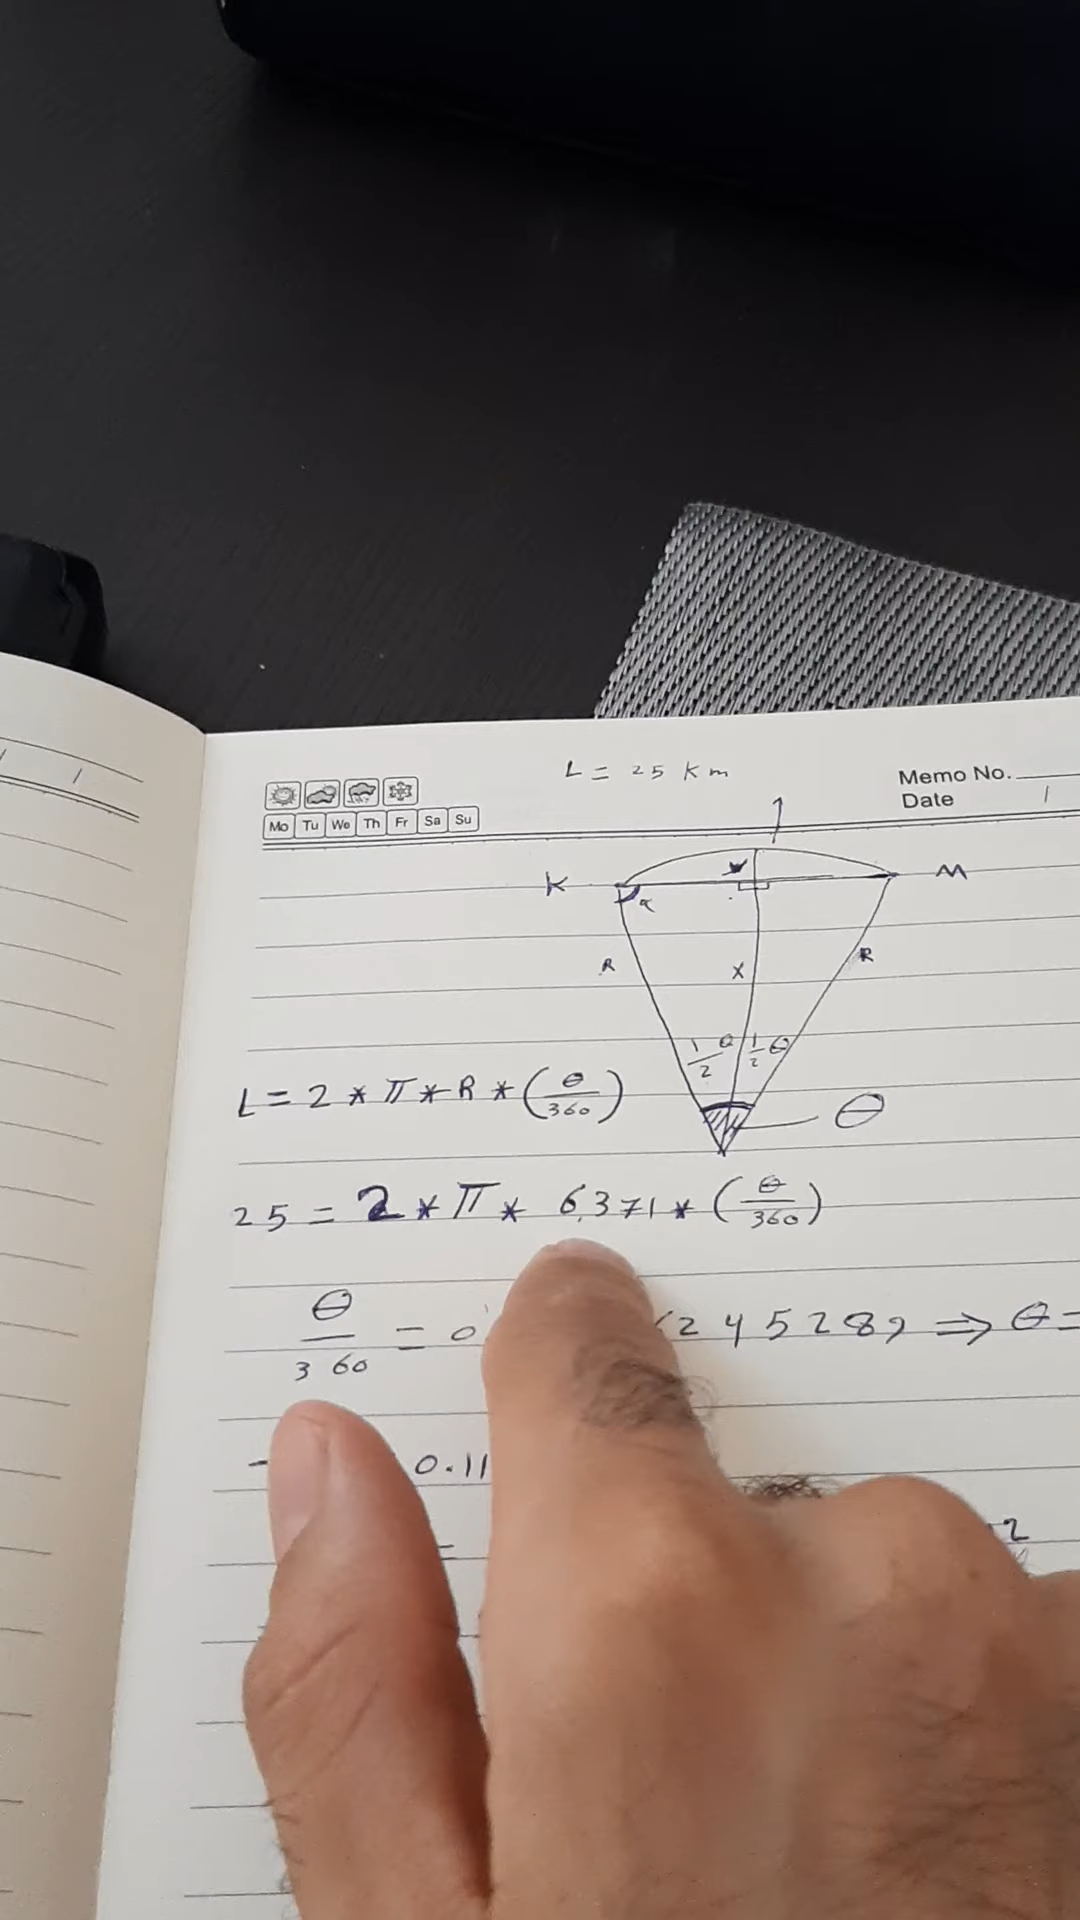 L = 25 Km
Memo No.
Date /
Mo Tu We Th Fr Sa Su
K
M
α
R
X
R
1/2 θ 1/2 θ
θ
L = 2 * π * R * (θ/360)
25 = 2 * π * 6,371 * (θ/360)
θ/360 = 0 245289 ⇒ θ =
0.11
2